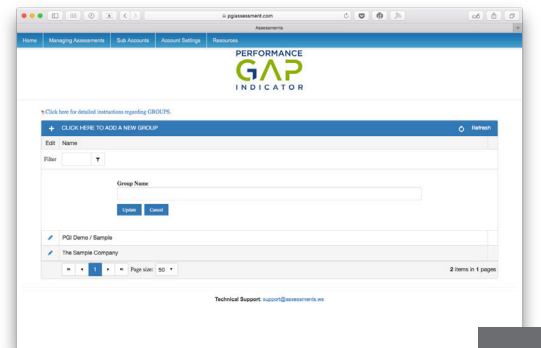 pgiassessment.com
Assessments
Home Managing Assessments Sub Accounts Account Settings Resources
PERFORMANCE
GAP
INDICATOR
Click here for detailed instructions regarding GROUPS.
+ CLICK HERE TO ADD A NEW GROUP Refresh
Edit Name
Filter
Group Name
Update Cancel
PGI Demo / Sample
The Sample Company
1 Page size: 50 2 items in 1 pages
Technical Support: support@assessments.ws